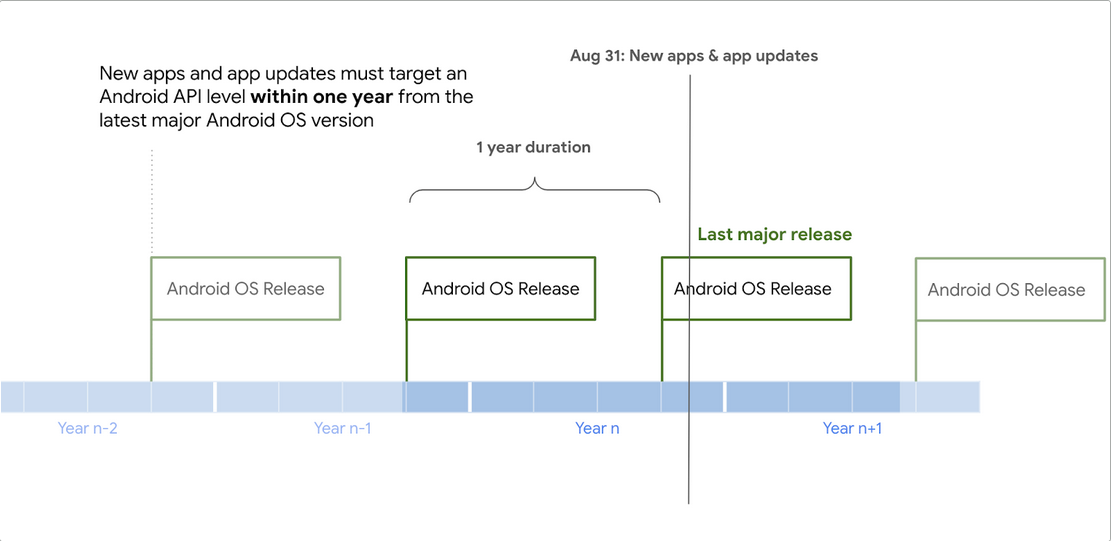 Aug 31: New apps & app updates
New apps and app updates must target an
Android API level within one year from the
latest major Android OS version
1 year duration
Last major release
Android OS Release
Android OS Release
Android OS Release
Android OS Release
Year n-2
Year n-1
Year n
Year n+1